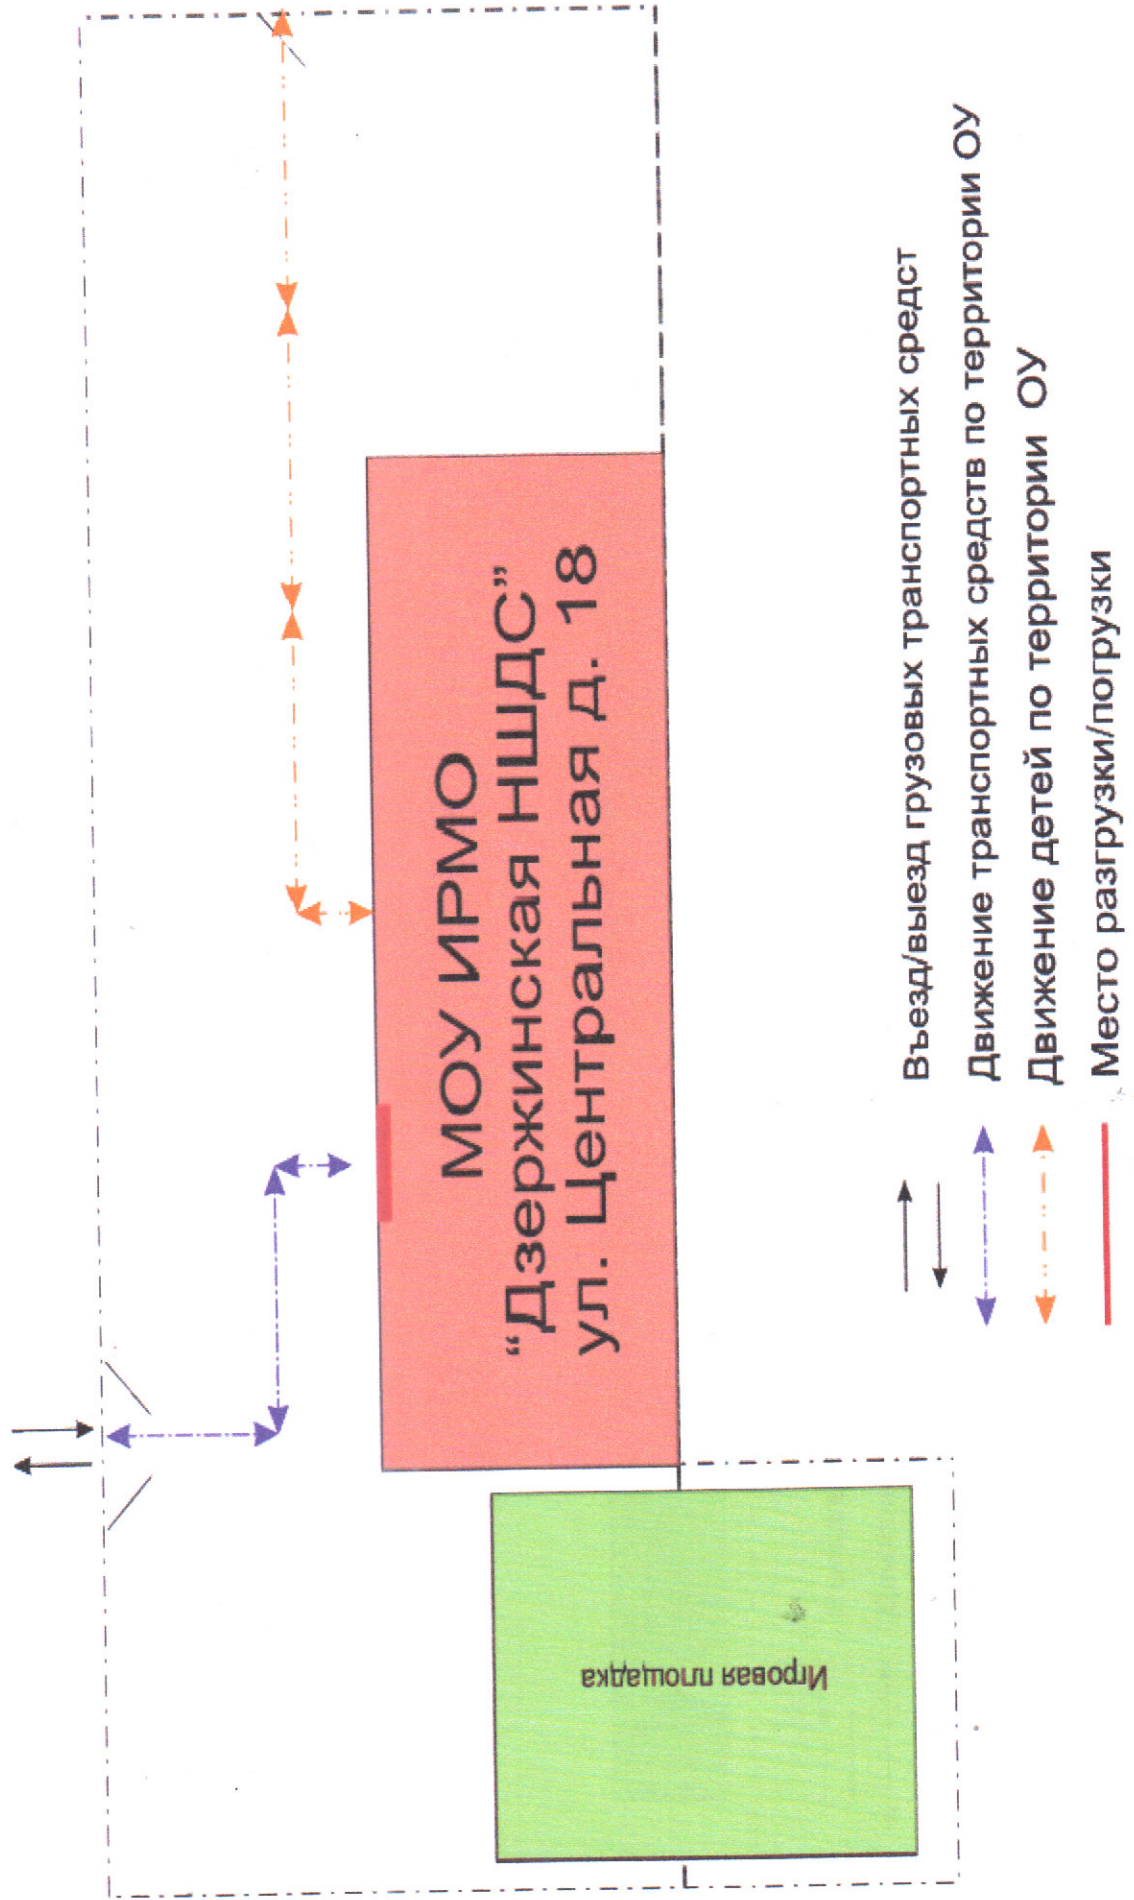 МОУ ИРМО
“Дзержинская НШДС”
ул. Центральная д. 18
Игровая площадка
Въезд/выезд грузовых транспортных средст
Движение транспортных средств по территории ОУ
Движение детей по территории ОУ
Место разгрузки/погрузки